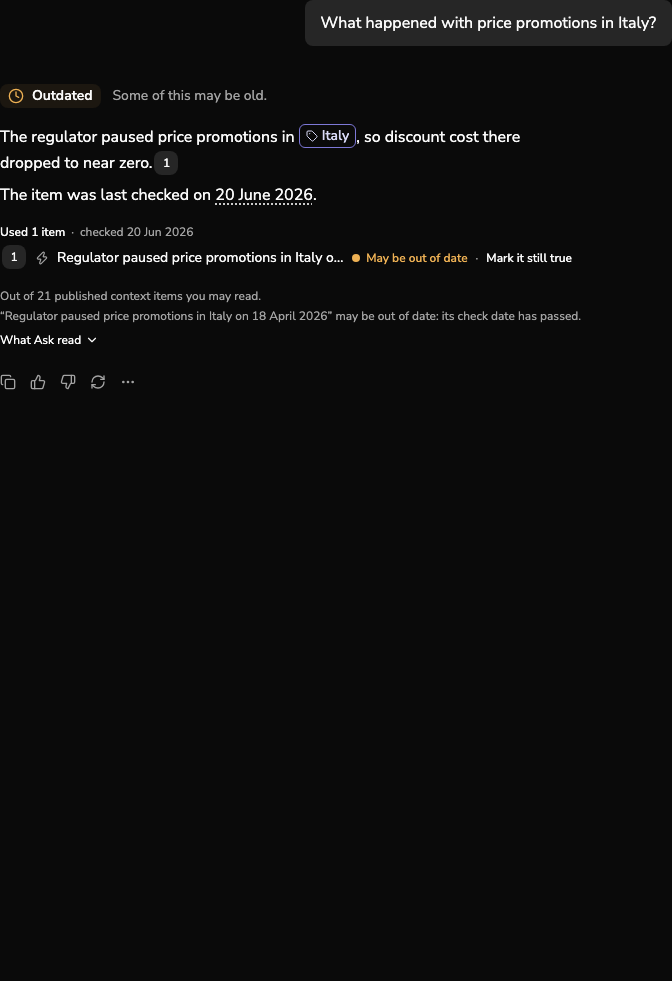 What happened with price promotions in Italy?
Outdated Some of this may be old.
The regulator paused price promotions in Italy, so discount cost there
dropped to near zero. 1
The item was last checked on 20 June 2026.
Used 1 item · checked 20 Jun 2026
1 Regulator paused price promotions in Italy o... May be out of date · Mark it still true
Out of 21 published context items you may read.
“Regulator paused price promotions in Italy on 18 April 2026” may be out of date: its check date has passed.
What Ask read